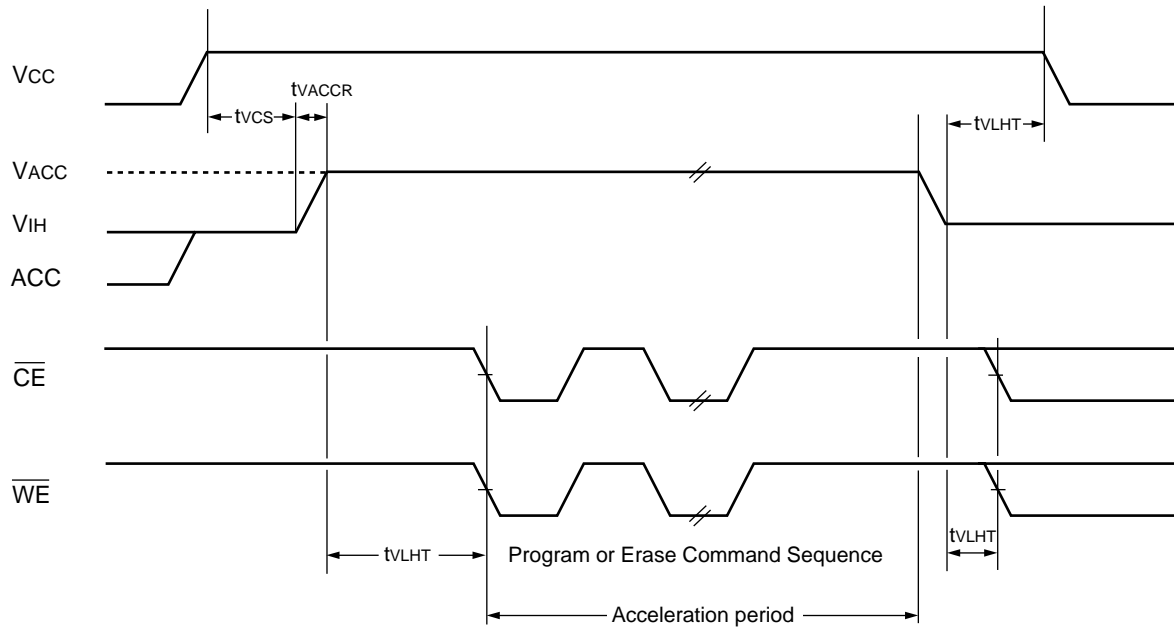 VCC
tVACCR
tVCS
tVLHT
VACC
VIH
ACC
CE
WE
tVLHT
Program or Erase Command Sequence
tVLHT
Acceleration period